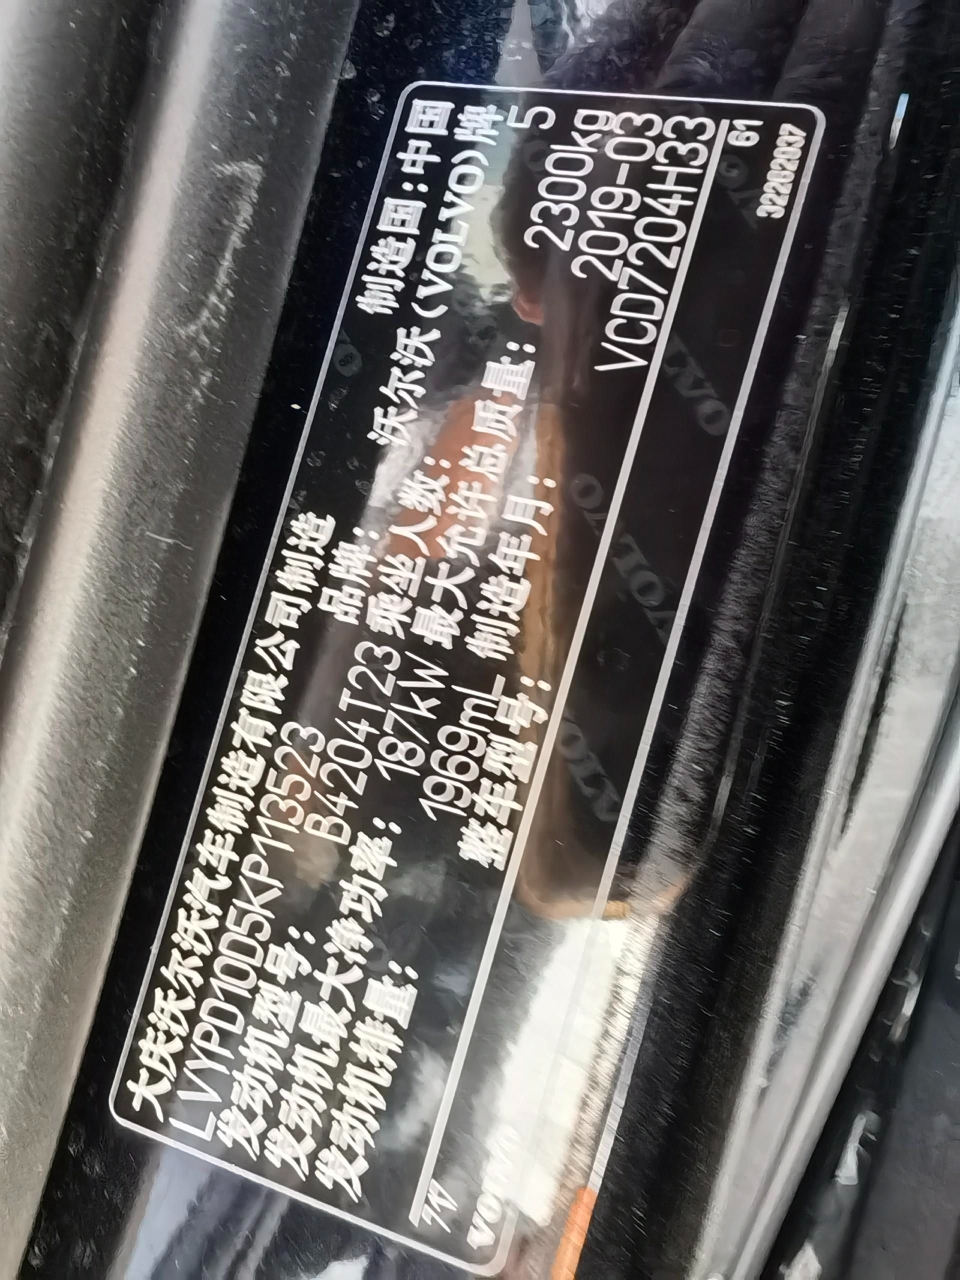 大庆沃尔沃汽车制造有限公司制造 制造国:中国
LVYPD10D5KP113523 品牌: 沃尔沃(VOLVO)牌
发动机型号: B4204T23 乘坐人数: 5
发动机最大净功率: 187kW 最大允许总质量: 2300kg
发动机排量: 1969mL 制造年月: 2019-03
整车型号: VCD7204H33
61
VOLVO 32202037